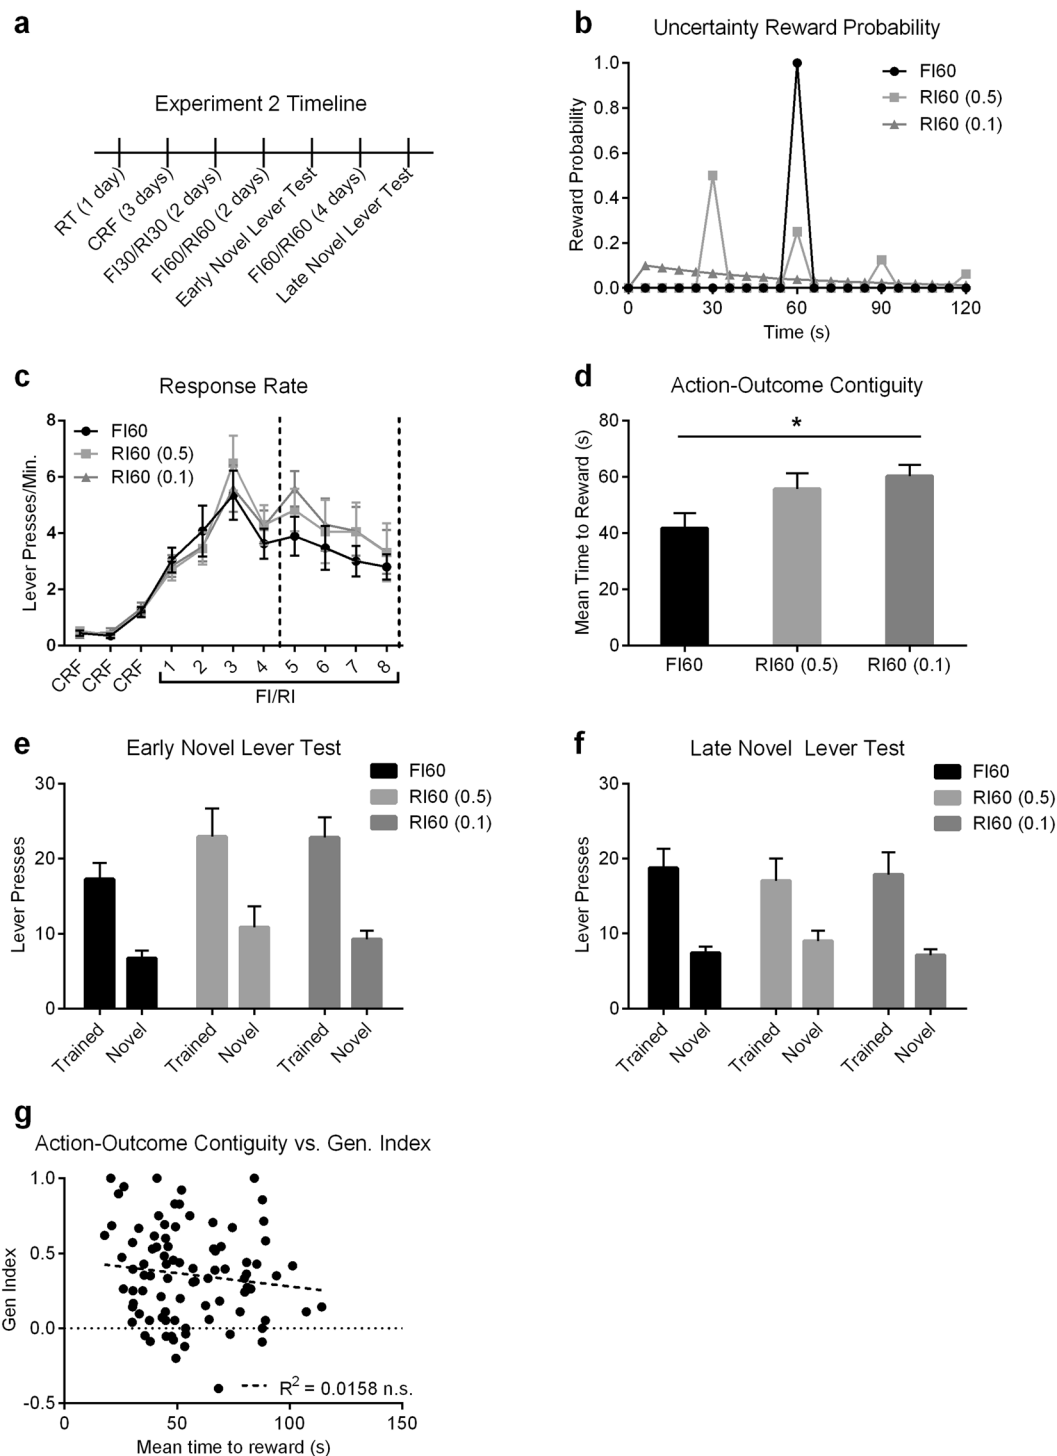 a
Experiment 2 Timeline
RT (1 day)
CRF (3 days)
FI30/RI30 (2 days)
FI60/RI60 (2 days)
Early Novel Lever Test
FI60/RI60 (4 days)
Late Novel Lever Test
b
Uncertainty Reward Probability
Reward Probability
1.0
0.8
0.6
0.4
0.2
0.0
0 30 60 90 120
Time (s)
FI60
RI60 (0.5)
RI60 (0.1)
c
Response Rate
Lever Presses/Min.
8
6
4
2
0
FI60
RI60 (0.5)
RI60 (0.1)
CRF CRF CRF 1 2 3 4 5 6 7 8
FI/RI
d
Action-Outcome Contiguity
Mean Time to Reward (s)
80
60
40
20
0
*
FI60 RI60 (0.5) RI60 (0.1)
e
Early Novel Lever Test
Lever Presses
30
20
10
0
FI60
RI60 (0.5)
RI60 (0.1)
Trained Novel Trained Novel Trained Novel
f
Late Novel Lever Test
Lever Presses
30
20
10
0
FI60
RI60 (0.5)
RI60 (0.1)
Trained Novel Trained Novel Trained Novel
g
Action-Outcome Contiguity vs. Gen. Index
Gen Index
1.0
0.5
0.0
-0.5
R² = 0.0158 n.s.
0 50 100 150
Mean time to reward (s)